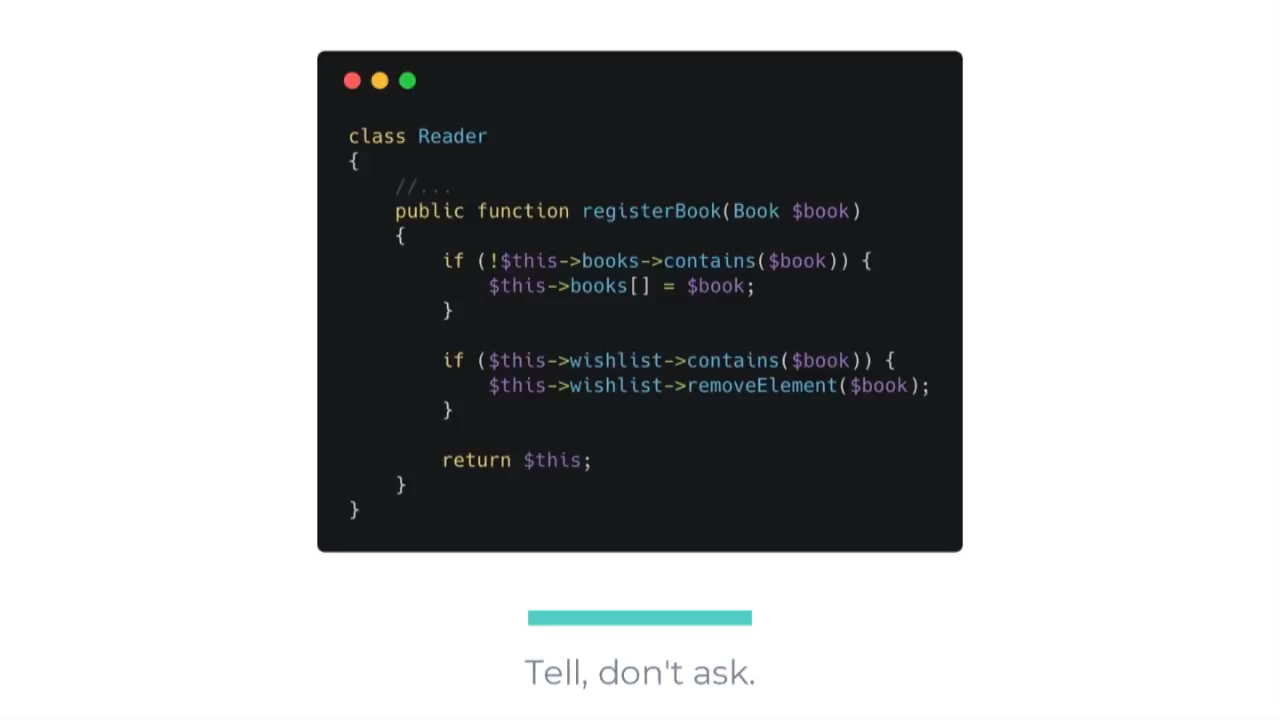 class Reader
{
    //...
    public function registerBook(Book $book)
    {
        if (!$this->books->contains($book)) {
            $this->books[] = $book;
        }

        if ($this->wishlist->contains($book)) {
            $this->wishlist->removeElement($book);
        }

        return $this;
    }
}
Tell, don't ask.